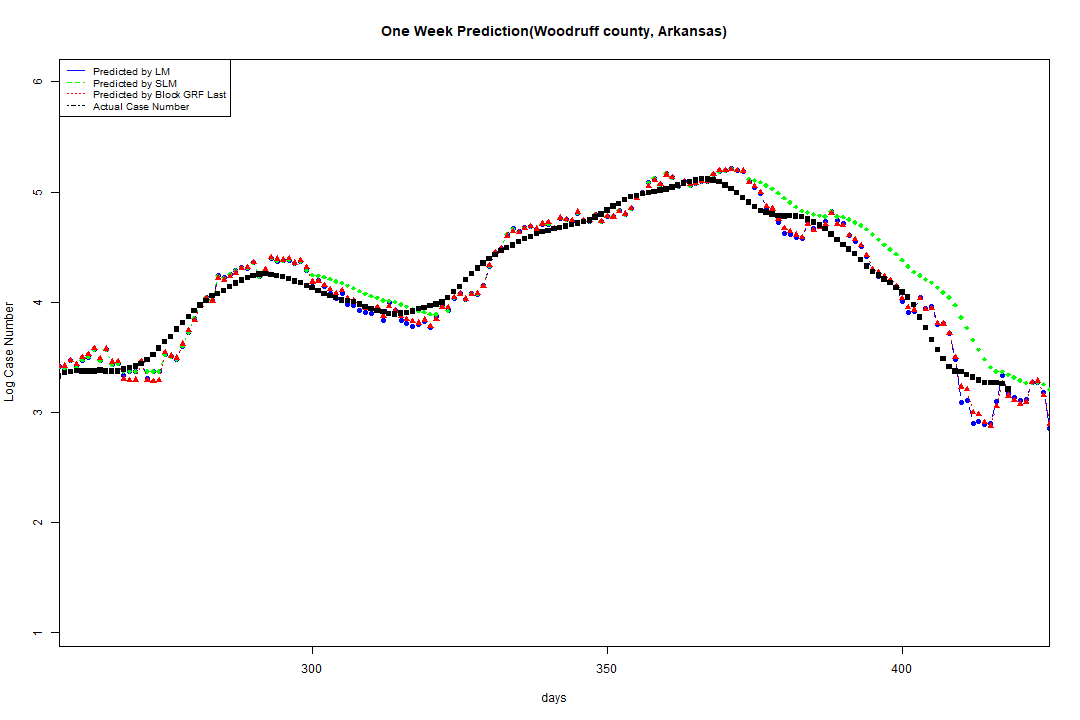 One Week Prediction(Woodruff county, Arkansas)
Predicted by LM
Predicted by SLM
Predicted by Block GRF Last
Actual Case Number
6
5
4
3
2
1
Log Case Number
300
350
400
days